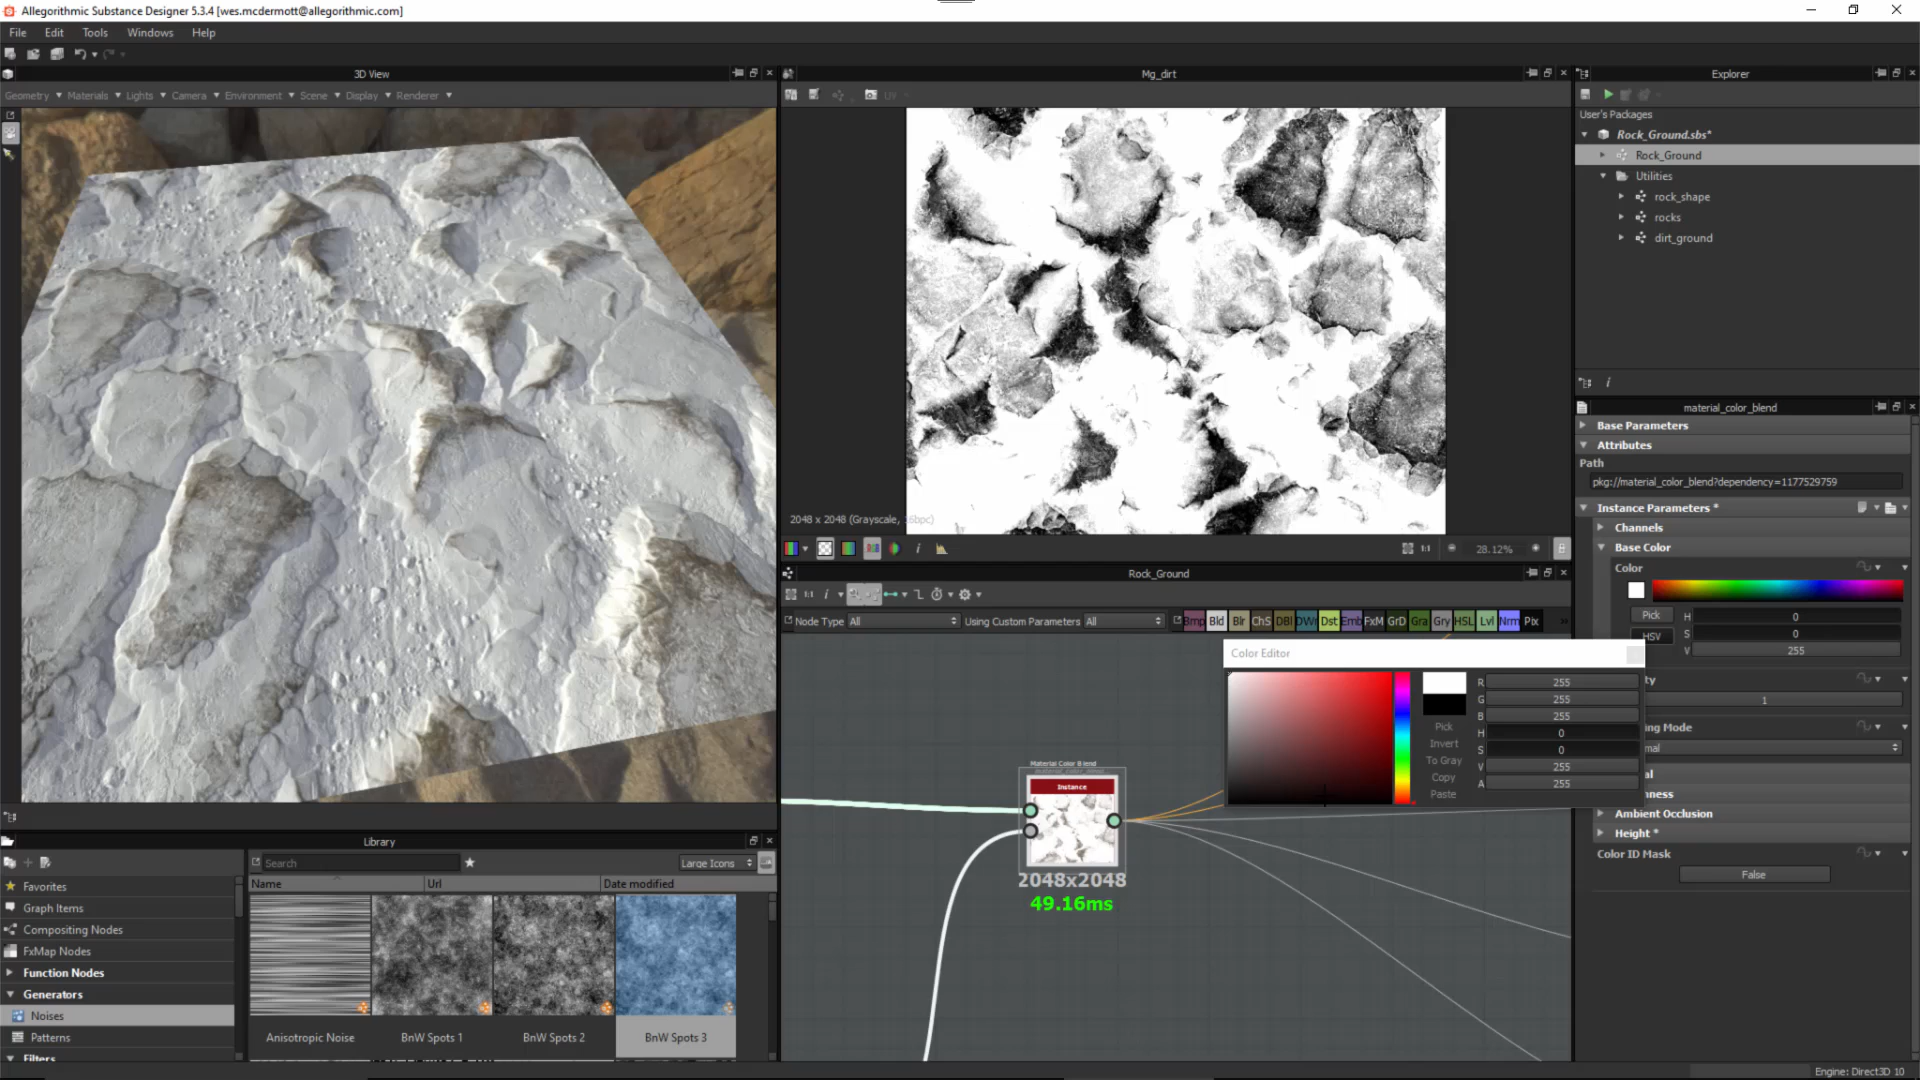 Allegorithmic Substance Designer 5.3.4 [wes.mcdermott@allegorithmic.com]
File Edit Tools Windows Help
3D View
Geometry Materials Lights Camera Environment Scene Display Renderer
Mg_dirt
UV
2048 x 2048 (Grayscale, 16bpc)
1:1
28.12%
Explorer
User's Packages
Rock_Ground.sbs*
Rock_Ground
Utilities
rock_shape
rocks
dirt_ground
material_color_blend
Base Parameters
Attributes
Path
pkg://material_color_blend?dependency=1177529759
Instance Parameters *
Channels
Base Color
Color
Pick
H 0
HSV
S 0
V 255
1
Ambient Occlusion
Height *
Color ID Mask
False
Rock_Ground
1:1
Node Type All Using Custom Parameters All
Bmp Bld Blr ChS DBl DWr Dst Emb FxM GrD Gra Gry HSL Lvl Nrm Pix
Color Editor
R 255
G 255
B 255
H 0
S 0
V 255
A 255
Pick
Invert
To Gray
Copy
Paste
Material Color Blend
Instance
2048x2048
49.16ms
Library
Search
Large Icons
Name Url Date modified
Favorites
Graph Items
Compositing Nodes
FxMap Nodes
Function Nodes
Generators
Noises
Patterns
Filters
Anisotropic Noise
BnW Spots 1
BnW Spots 2
BnW Spots 3
Engine: Direct3D 10